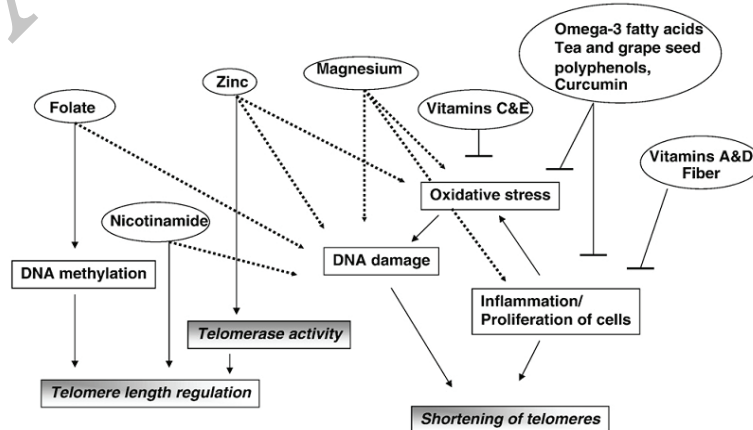 Omega-3 fatty acids
Tea and grape seed
polyphenols,
Curcumin
Magnesium
Zinc
Folate
Vitamins C&E
Vitamins A&D
Fiber
Oxidative stress
Nicotinamide
DNA methylation
DNA damage
Inflammation/
Proliferation of cells
Telomerase activity
Telomere length regulation
Shortening of telomeres